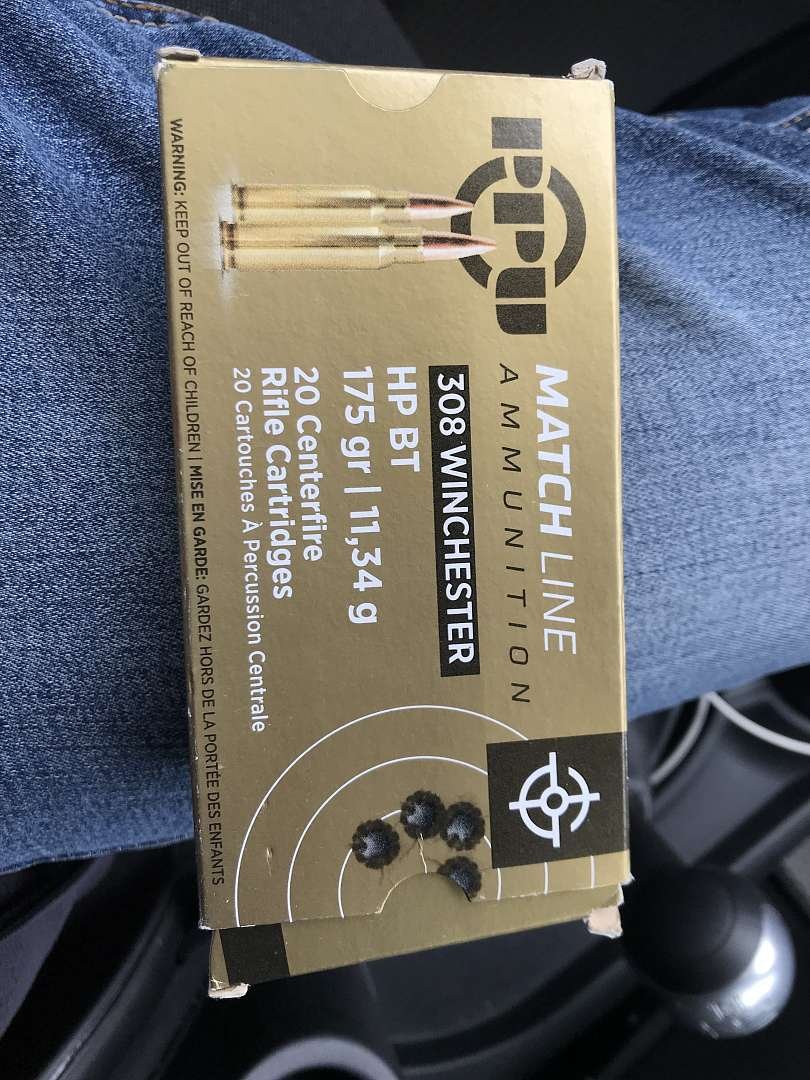 PPU
MATCH LINE
AMMUNITION
308 WINCHESTER
HP BT
175 gr | 11,34 g
20 Centerfire
Rifle Cartridges
20 Cartouches À Percussion Centrale
WARNING: KEEP OUT OF REACH OF CHILDREN | MISE EN GARDE: GARDEZ HORS DE LA PORTÉE DES ENFANTS